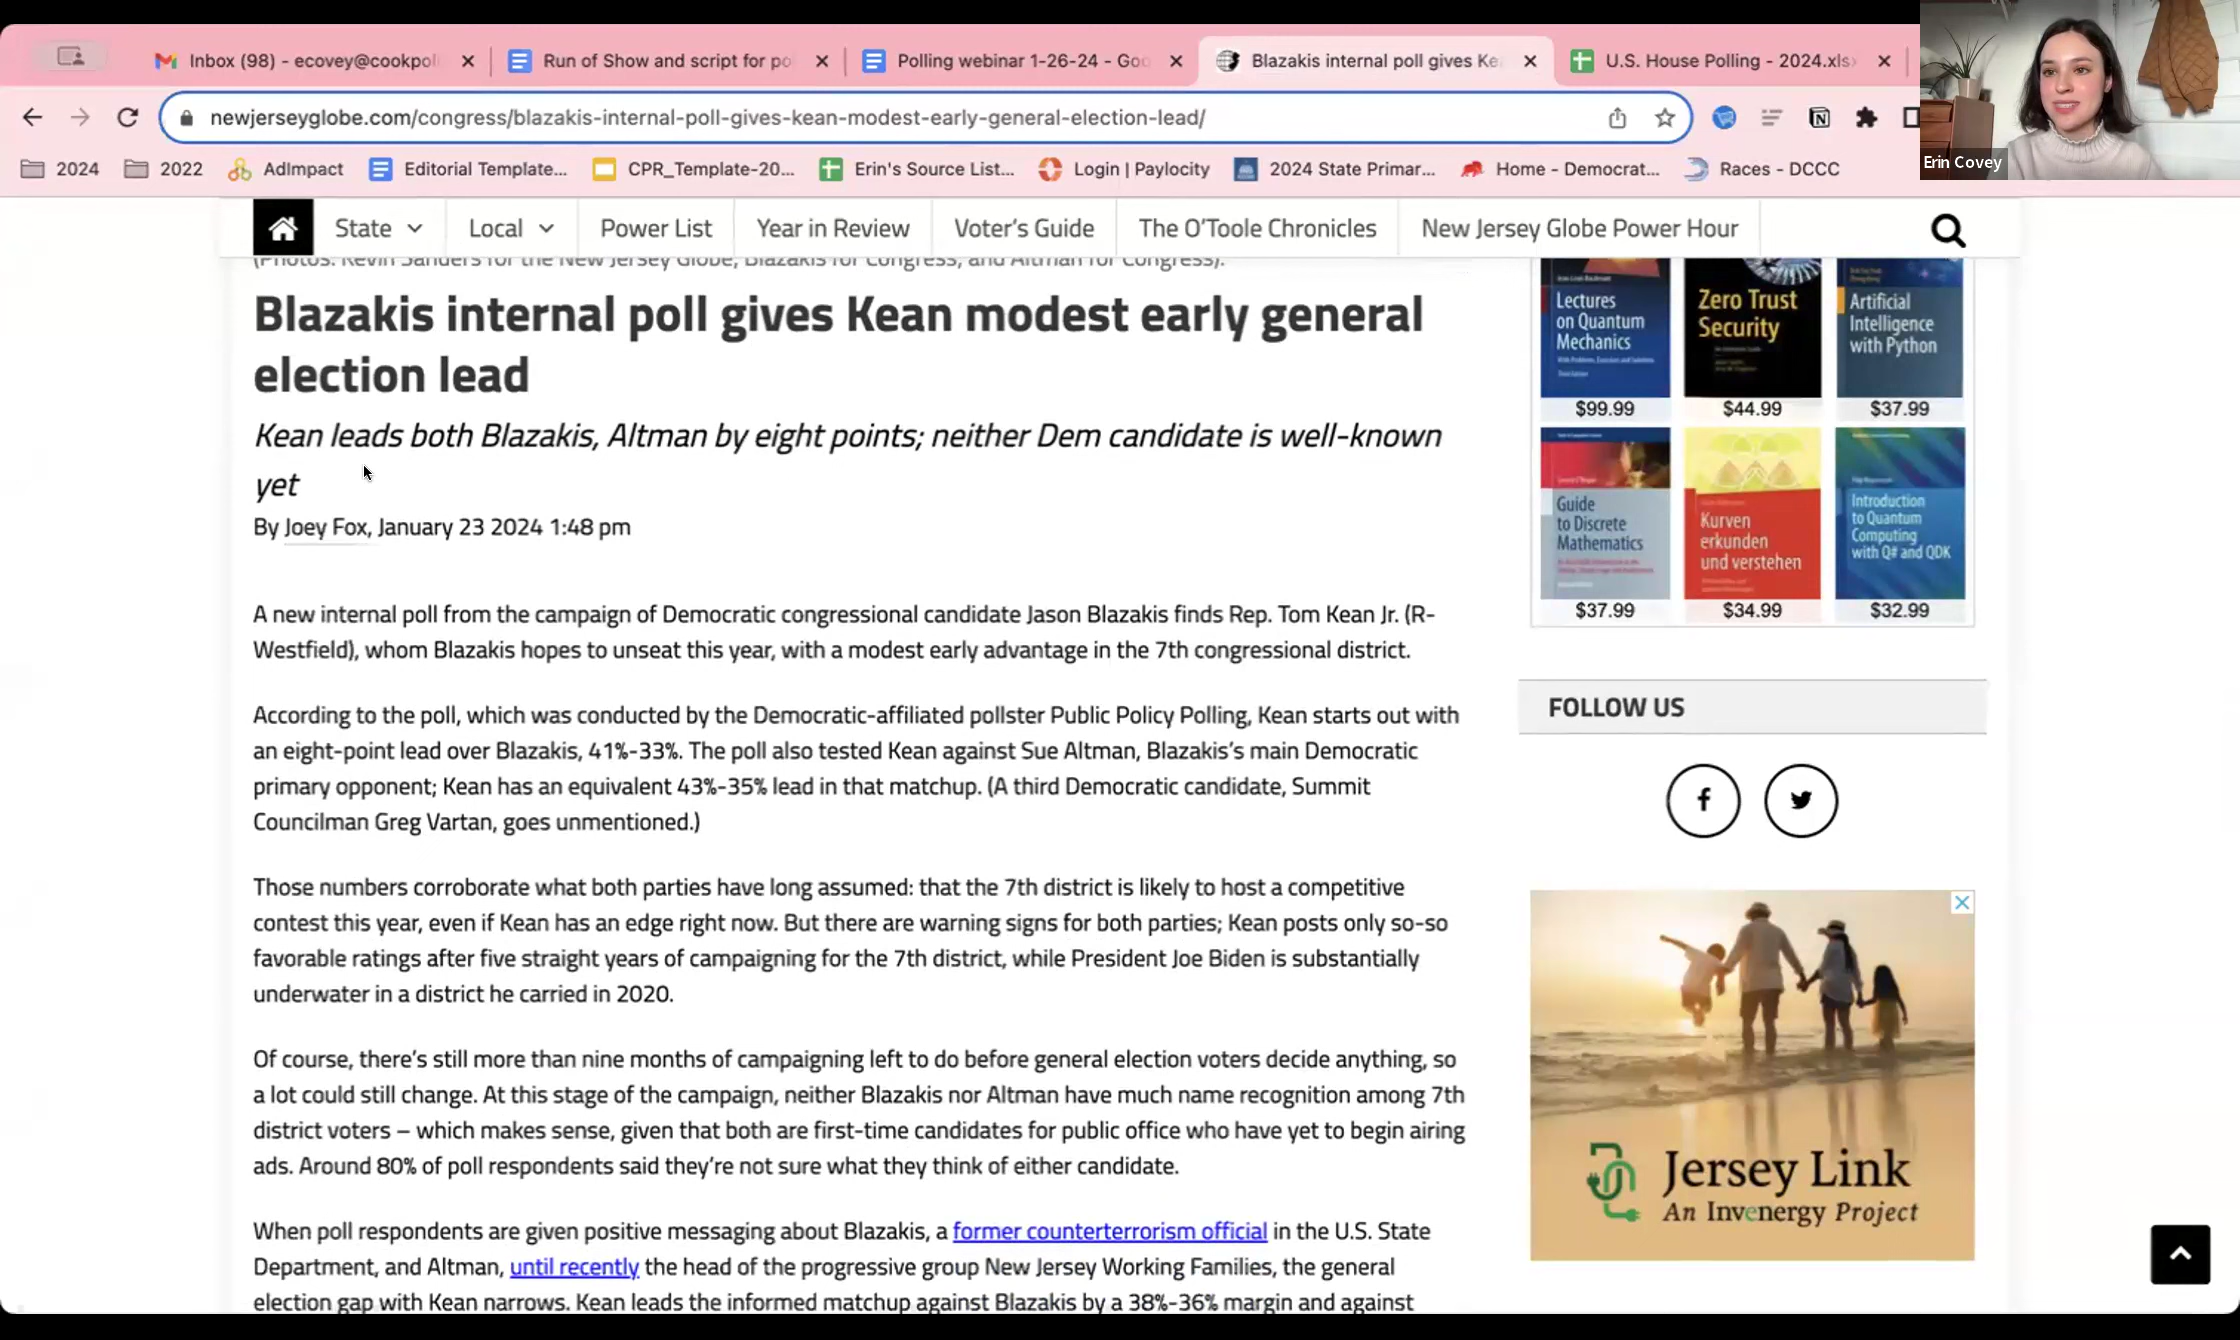 Inbox (98) - ecovey@cookpoli
Run of Show and script for po
Polling webinar 1-26-24 - Goo
Blazakis internal poll gives Ke
U.S. House Polling - 2024.xls
newjerseyglobe.com/congress/blazakis-internal-poll-gives-kean-modest-early-general-election-lead/
Erin Covey
2024
2022
AdImpact
Editorial Template...
CPR_Template-20...
Erin's Source List...
Login | Paylocity
2024 State Primar...
Home - Democrat...
Races - DCCC
State
Local
Power List
Year in Review
Voter's Guide
The O'Toole Chronicles
New Jersey Globe Power Hour
(Photos: Kevin Sanders for the New Jersey Globe, Blazakis for Congress, and Altman for Congress).
Blazakis internal poll gives Kean modest early general
election lead
Kean leads both Blazakis, Altman by eight points; neither Dem candidate is well-known
yet
By Joey Fox, January 23 2024 1:48 pm
A new internal poll from the campaign of Democratic congressional candidate Jason Blazakis finds Rep. Tom Kean Jr. (R-
Westfield), whom Blazakis hopes to unseat this year, with a modest early advantage in the 7th congressional district.
According to the poll, which was conducted by the Democratic-affiliated pollster Public Policy Polling, Kean starts out with
an eight-point lead over Blazakis, 41%-33%. The poll also tested Kean against Sue Altman, Blazakis's main Democratic
primary opponent; Kean has an equivalent 43%-35% lead in that matchup. (A third Democratic candidate, Summit
Councilman Greg Vartan, goes unmentioned.)
Those numbers corroborate what both parties have long assumed: that the 7th district is likely to host a competitive
contest this year, even if Kean has an edge right now. But there are warning signs for both parties; Kean posts only so-so
favorable ratings after five straight years of campaigning for the 7th district, while President Joe Biden is substantially
underwater in a district he carried in 2020.
Of course, there's still more than nine months of campaigning left to do before general election voters decide anything, so
a lot could still change. At this stage of the campaign, neither Blazakis nor Altman have much name recognition among 7th
district voters – which makes sense, given that both are first-time candidates for public office who have yet to begin airing
ads. Around 80% of poll respondents said they're not sure what they think of either candidate.
When poll respondents are given positive messaging about Blazakis, a former counterterrorism official in the U.S. State
Department, and Altman, until recently the head of the progressive group New Jersey Working Families, the general
election gap with Kean narrows. Kean leads the informed matchup against Blazakis by a 38%-36% margin and against
Lectures
on Quantum
Mechanics
$99.99
Zero Trust
Security
$44.99
Artificial
Intelligence
with Python
$37.99
Guide
to Discrete
Mathematics
$37.99
Kurven
erkunden
und verstehen
$34.99
Introduction
to Quantum
Computing
with Q# and QDK
$32.99
FOLLOW US
Jersey Link
An Invenergy Project